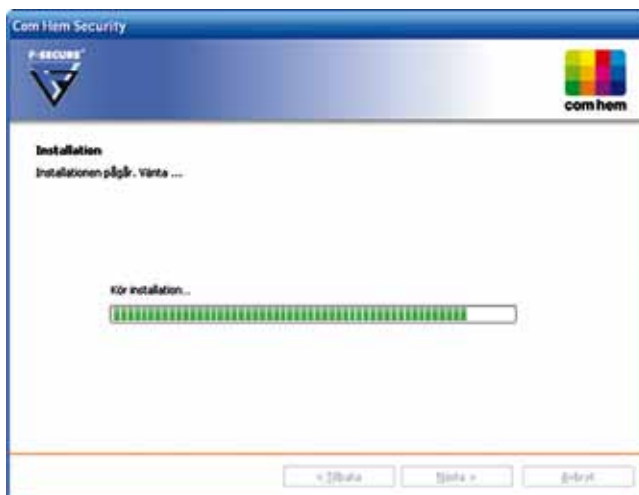 Com Hem Security
F-SECURE
com hem
Installation
Installationen pågår. Vänta ....
Kör installation...
< Tillbaka
Nästa >
Avbryt